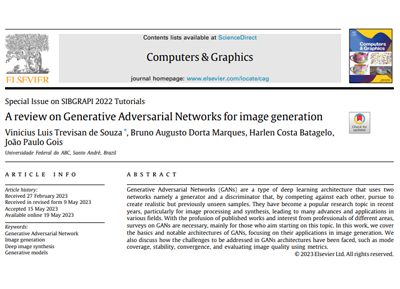 Contents lists available at ScienceDirect
Computers & Graphics
journal homepage: www.elsevier.com/locate/cag
ELSEVIER
Computers & Graphics
Special Issue on SIBGRAPI 2022 Tutorials
A review on Generative Adversarial Networks for image generation
Vinicius Luis Trevisan de Souza *, Bruno Augusto Dorta Marques, Harlen Costa Batagelo,
João Paulo Gois
Universidade Federal do ABC, Santo André, Brazil
Check for updates
ARTICLE INFO
Article history:
Received 27 February 2023
Received in revised form 9 May 2023
Accepted 15 May 2023
Available online 19 May 2023
Keywords:
Generative Adversarial Network
Image generation
Deep image synthesis
Generative models
ABSTRACT
Generative Adversarial Networks (GANs) are a type of deep learning architecture that uses two
networks namely a generator and a discriminator that, by competing against each other, pursue to
create realistic but previously unseen samples. They have become a popular research topic in recent
years, particularly for image processing and synthesis, leading to many advances and applications in
various fields. With the profusion of published works and interest from professionals of different areas,
surveys on GANs are necessary, mainly for those who aim starting on this topic. In this work, we cover
the basics and notable architectures of GANs, focusing on their applications in image generation. We
also discuss how the challenges to be addressed in GANs architectures have been faced, such as mode
coverage, stability, convergence, and evaluating image quality using metrics.
© 2023 Elsevier Ltd. All rights reserved.